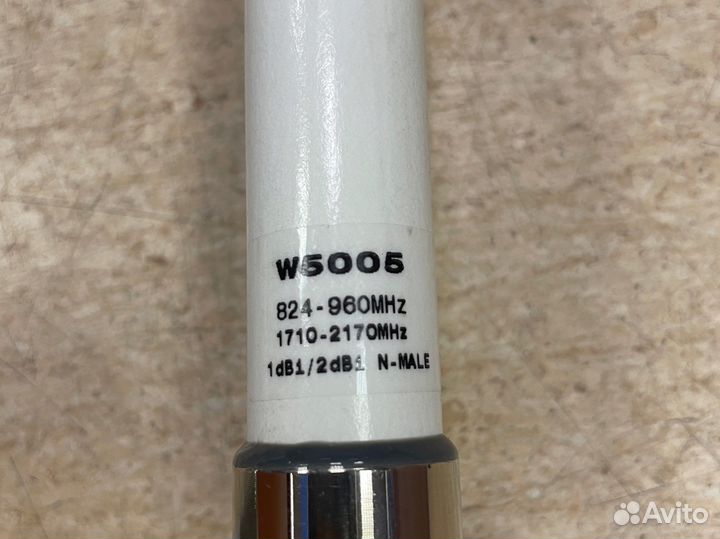 W5005
824-960MHz
1710-2170MHz
1dBi/2dBi N-MALE
Avito